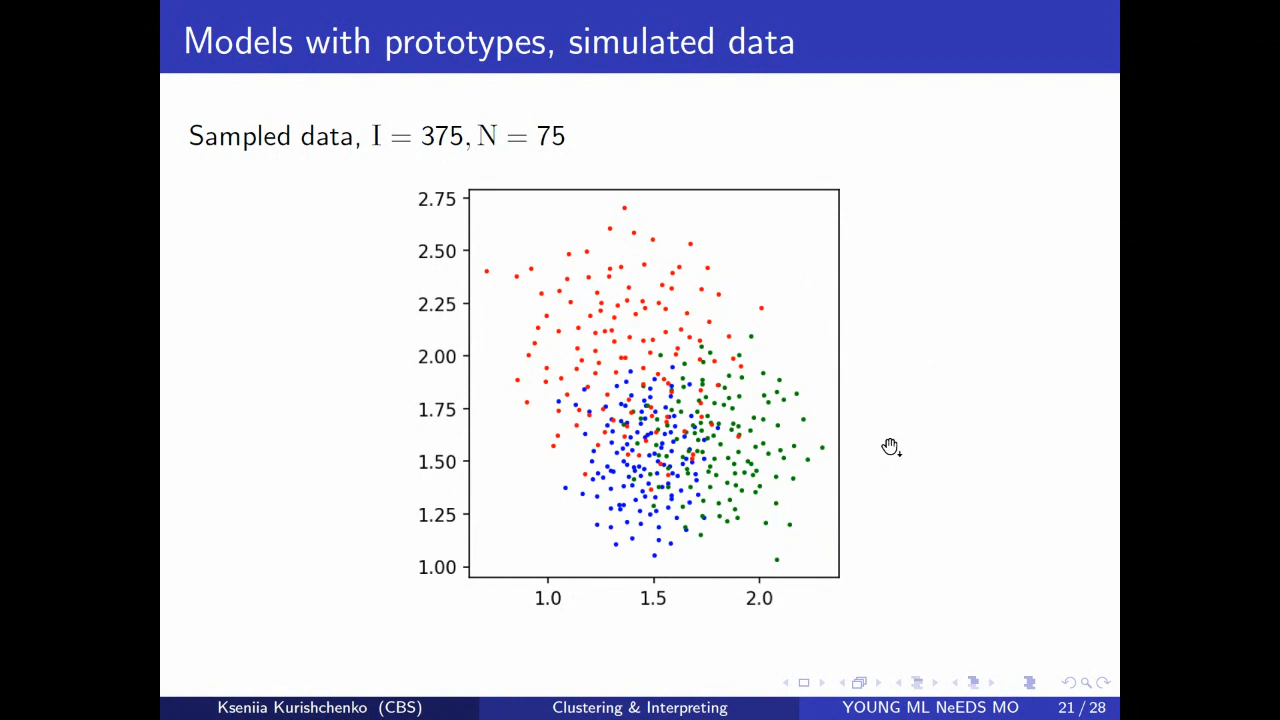 Models with prototypes, simulated data
Sampled data, I = 375, N = 75
2.75
2.50
2.25
2.00
1.75
1.50
1.25
1.00
1.0 1.5 2.0
Kseniia Kurishchenko (CBS) Clustering & Interpreting YOUNG ML NeEDS MO 21 / 28